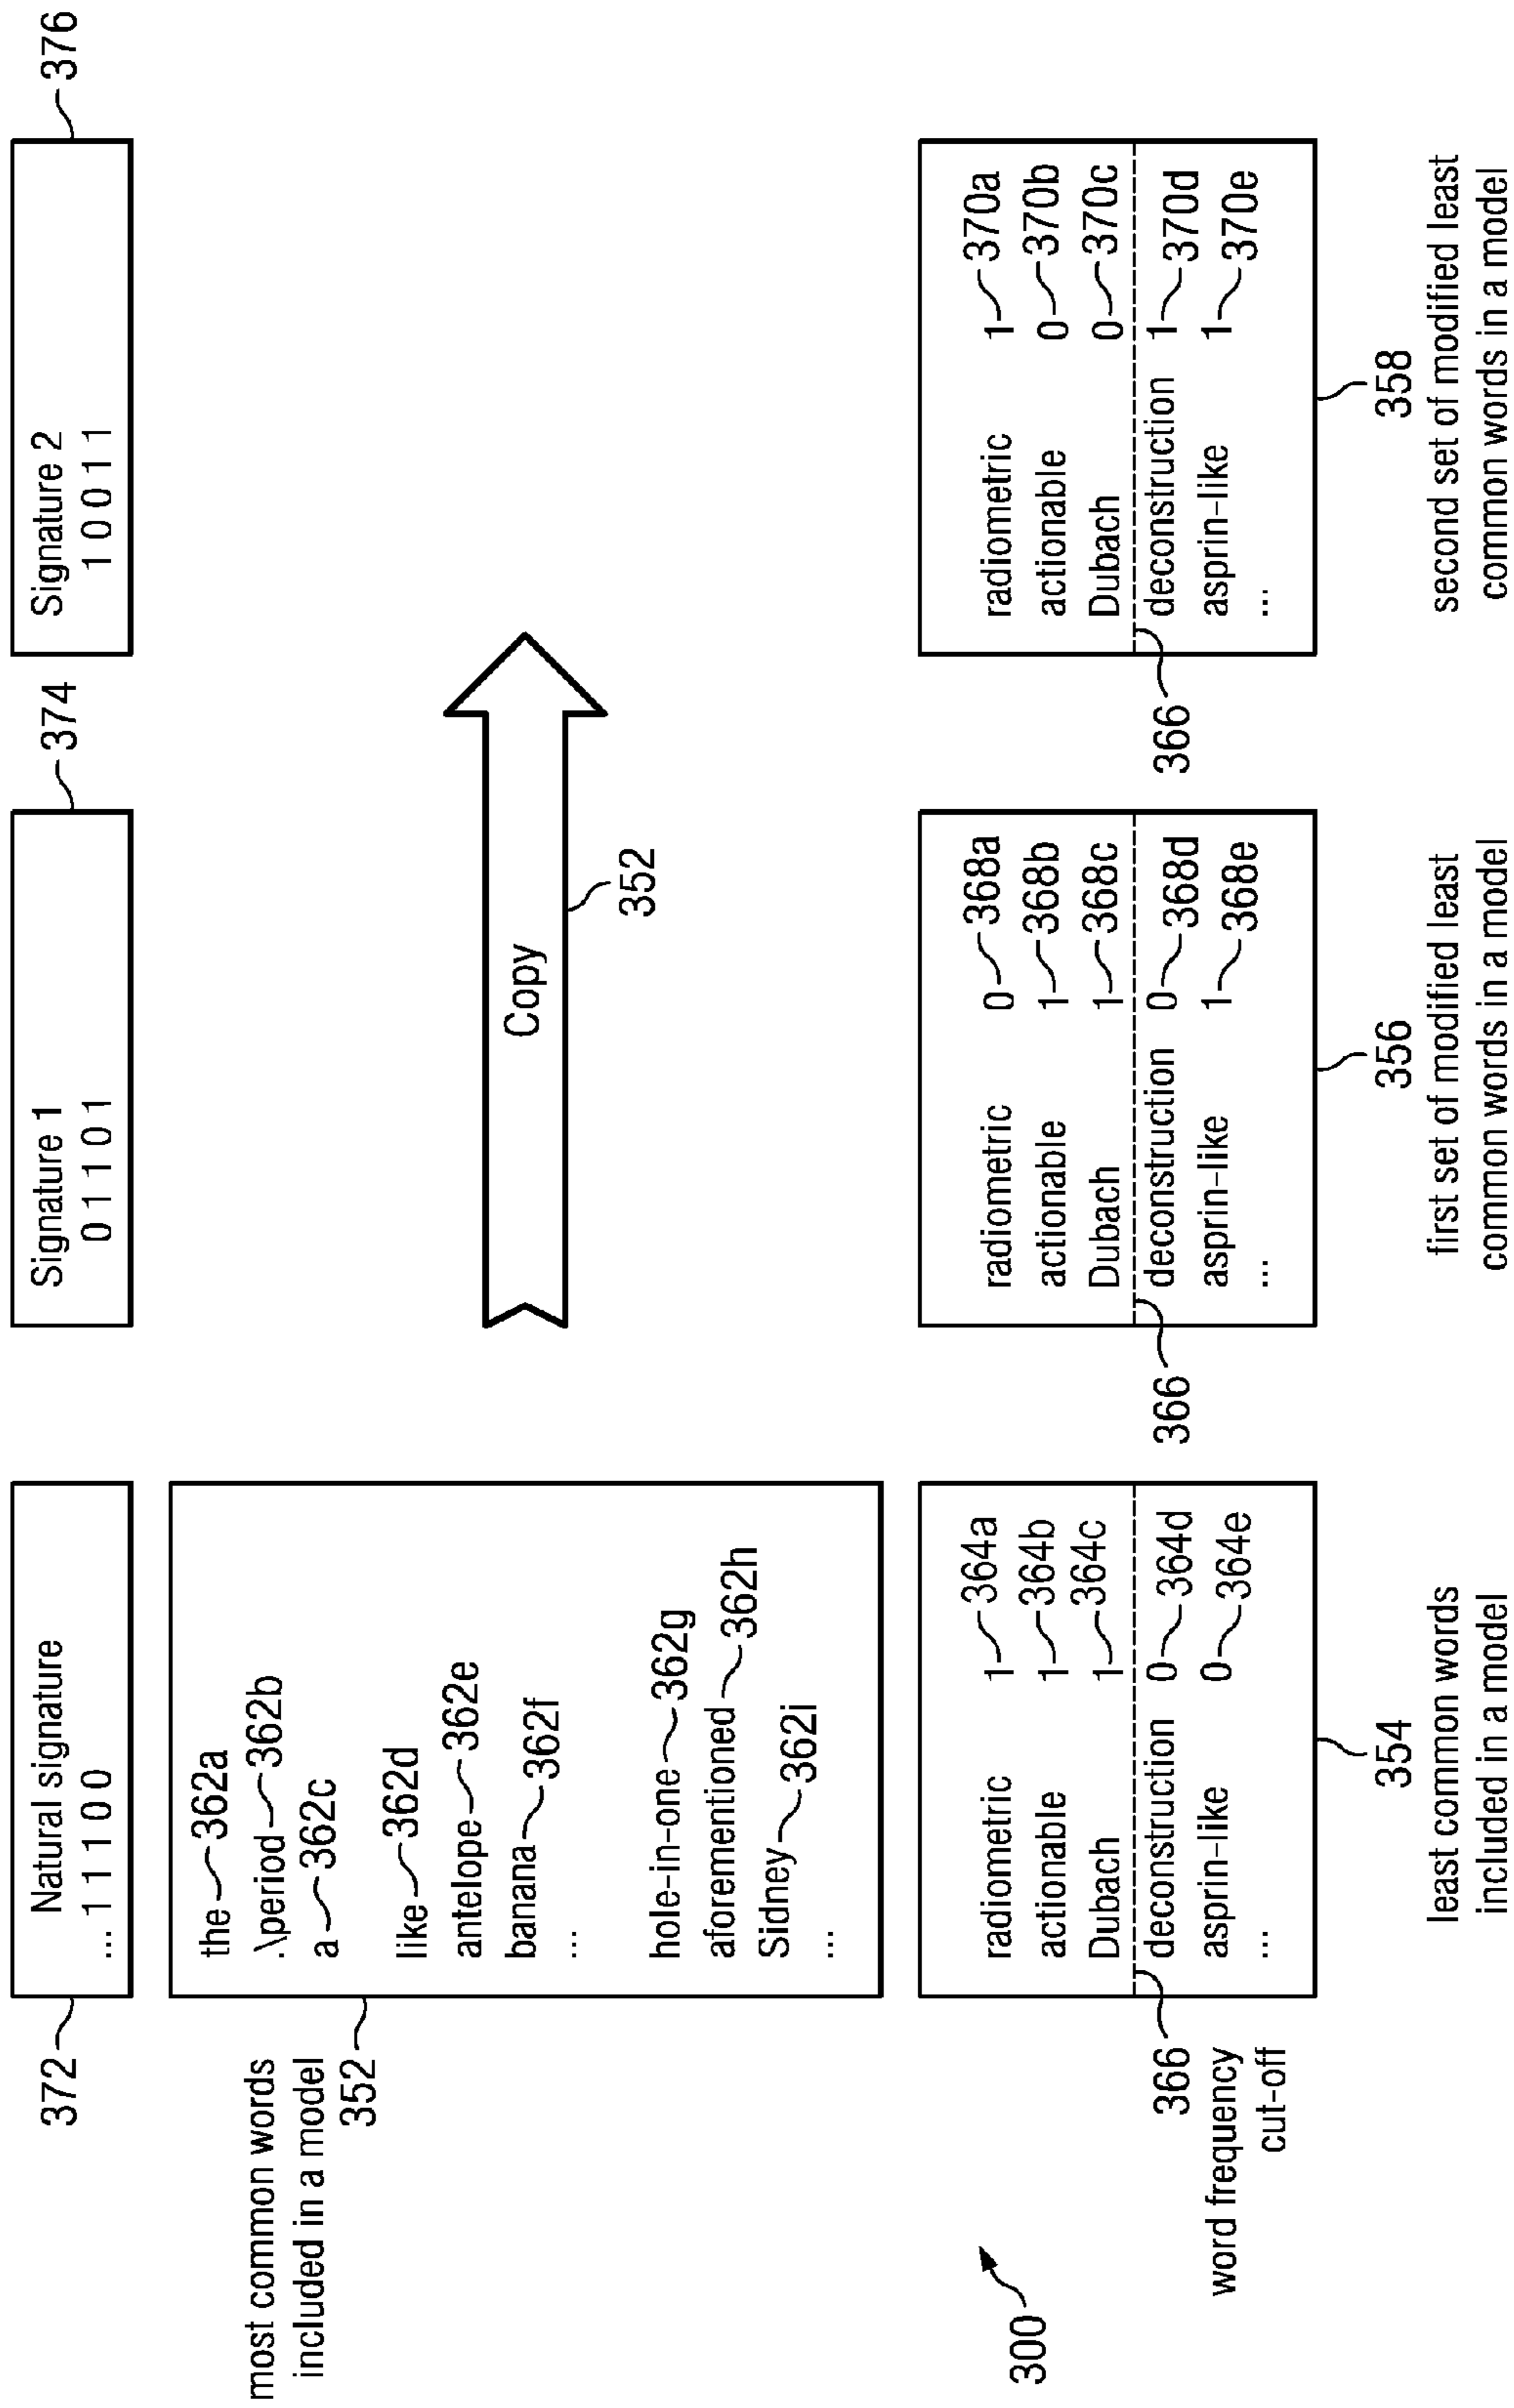 372
Natural signature
... 1 1 1 0 0
Signature 1
0 1 1 0 1
374
Signature 2
1 0 0 1 1
376
most common words
included in a model
352
the 362a
.\period 362b
a 362c
like 362d
antelope 362e
banana 362f
...
hole-in-one 362g
aforementioned 362h
Sidney 362i
...
Copy
352
radiometric 1 364a
actionable 1 364b
Dubach 1 364c
deconstruction 0 364d
asprin-like 0 364e
...
366
word frequency
cut-off
354
least common words
included in a model
radiometric 0 368a
actionable 1 368b
Dubach 1 368c
deconstruction 0 368d
asprin-like 1 368e
...
366
356
first set of modified least
common words in a model
radiometric 1 370a
actionable 0 370b
Dubach 0 370c
deconstruction 1 370d
asprin-like 1 370e
...
366
358
second set of modified least
common words in a model
300